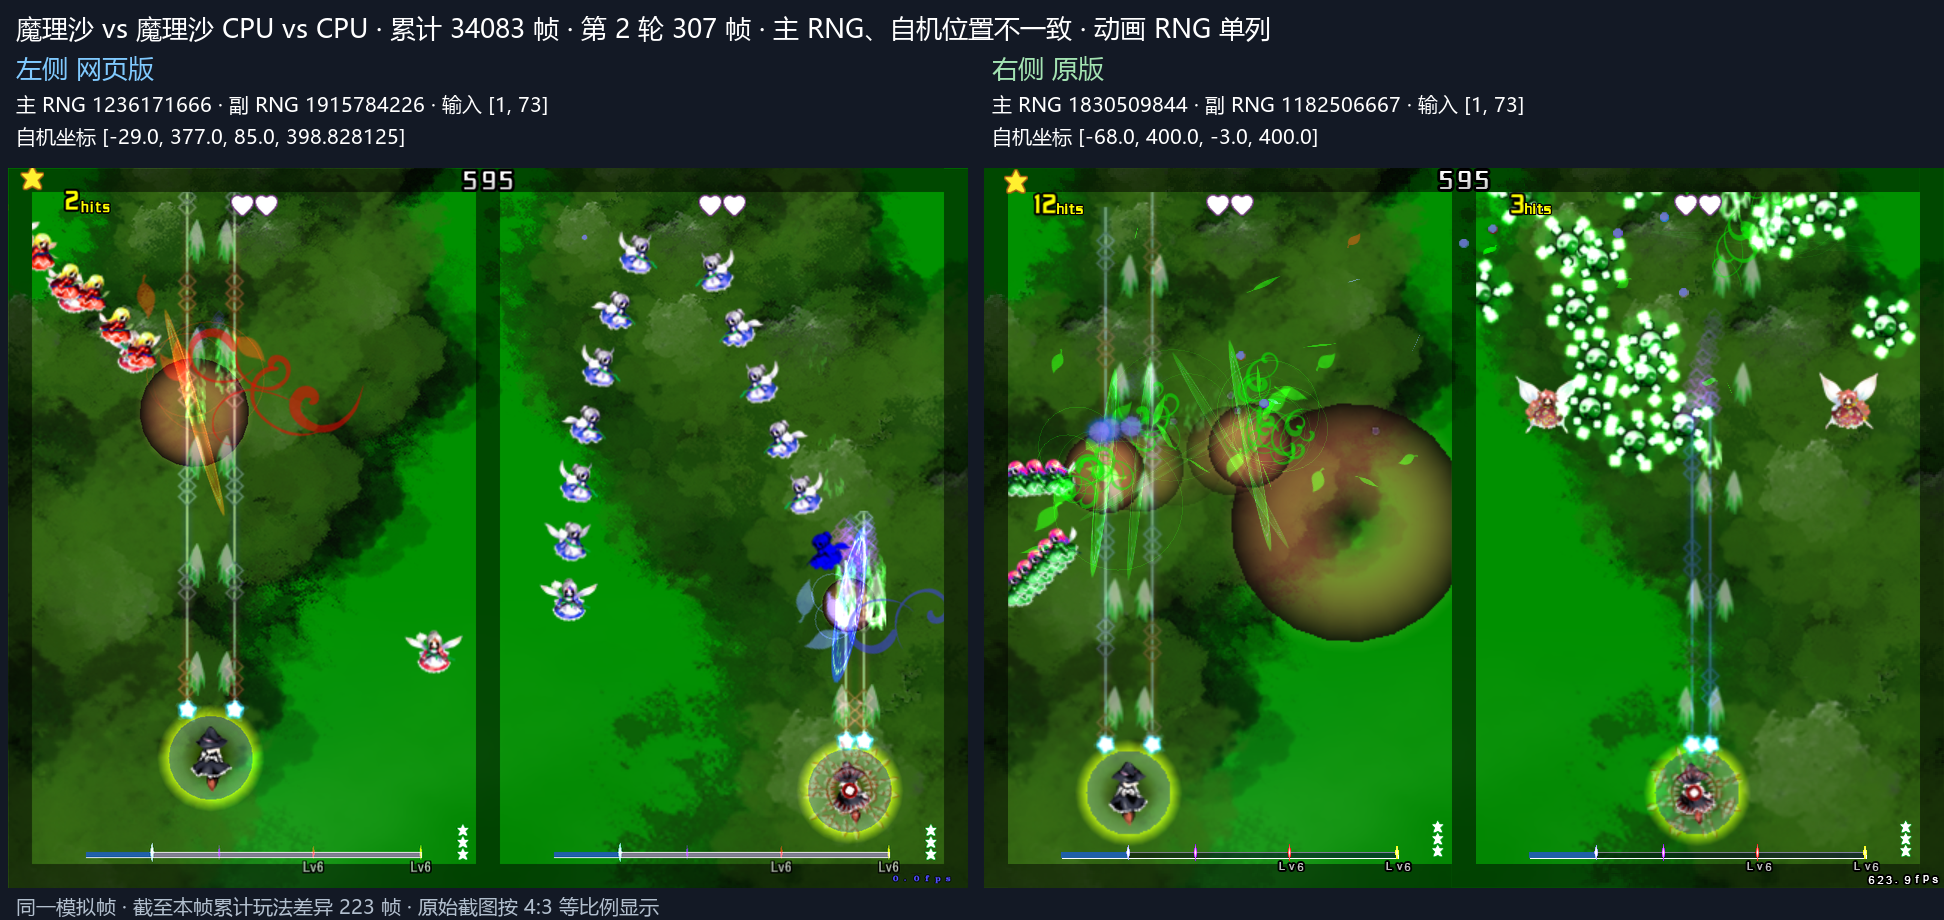 魔理沙 vs 魔理沙 CPU vs CPU · 累计 34083 帧 · 第 2 轮 307 帧 · 主 RNG、自机位置不一致 · 动画 RNG 单列
左侧 网页版
主 RNG 1236171666 · 副 RNG 1915784226 · 输入 [1, 73]
自机坐标 [-29.0, 377.0, 85.0, 398.828125]
右侧 原版
主 RNG 1830509844 · 副 RNG 1182506667 · 输入 [1, 73]
自机坐标 [-68.0, 400.0, -3.0, 400.0]
595
2hits
Lv6
Lv6
Lv6
Lv6
0.0fps
595
12hits
3hits
Lv6
Lv6
Lv6
Lv6
623.9fps
同一模拟帧 · 截至本帧累计玩法差异 223 帧 · 原始截图按 4:3 等比例显示